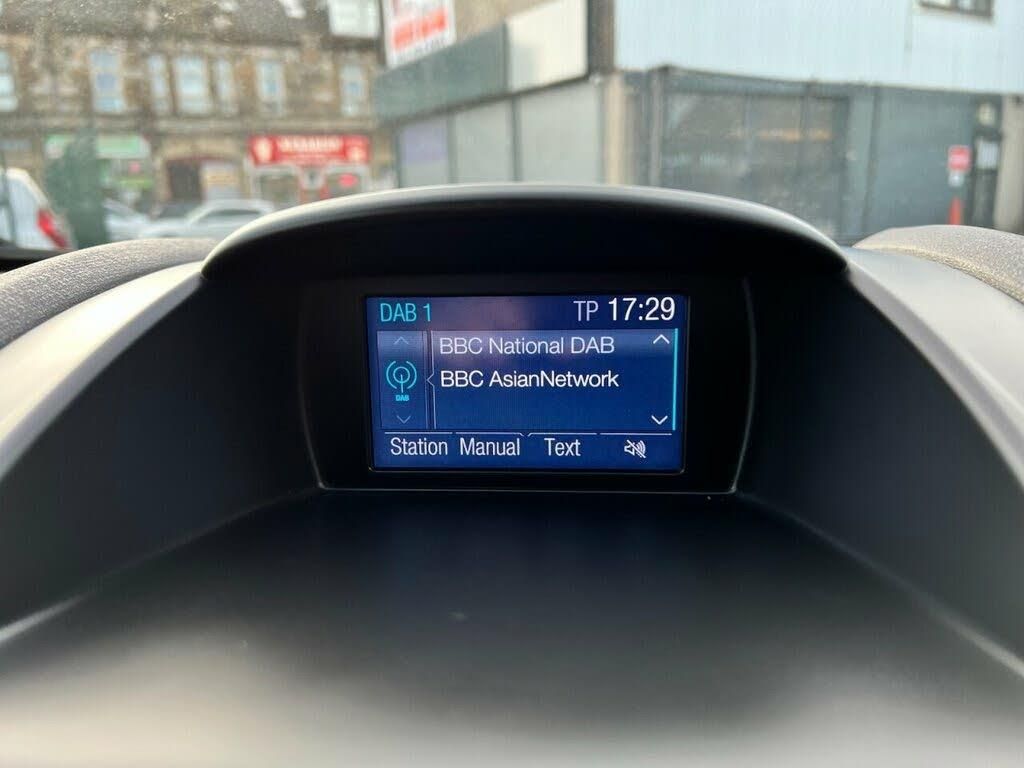 DAB 1 TP 17:29
BBC National DAB
DAB
BBC AsianNetwork
Station Manual Text